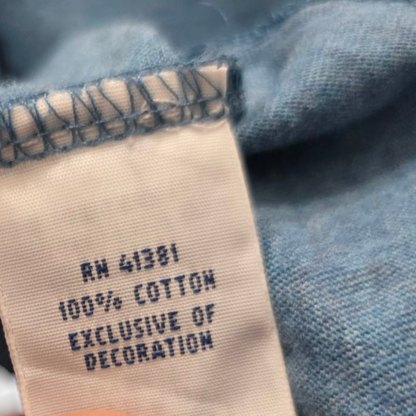 RN 41381
100% COTTON
EXCLUSIVE OF
DECORATION